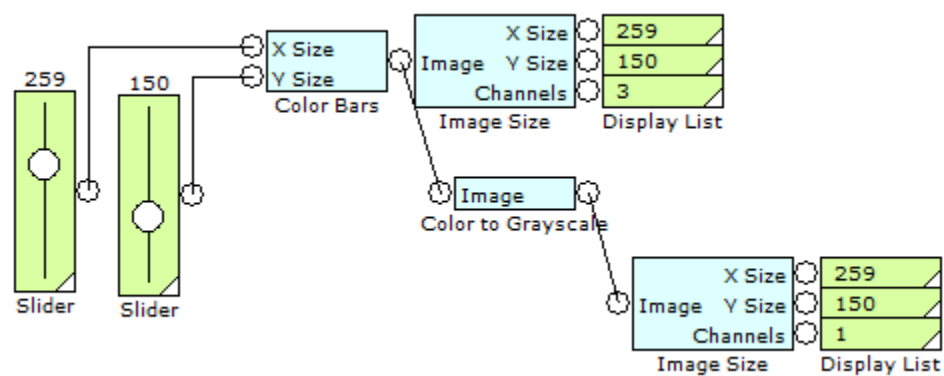 259
Slider
150
Slider
X Size
Y Size
Color Bars
Image
X Size
Y Size
Channels
Image Size
259
150
3
Display List
Image
Color to Grayscale
Image
X Size
Y Size
Channels
Image Size
259
150
1
Display List